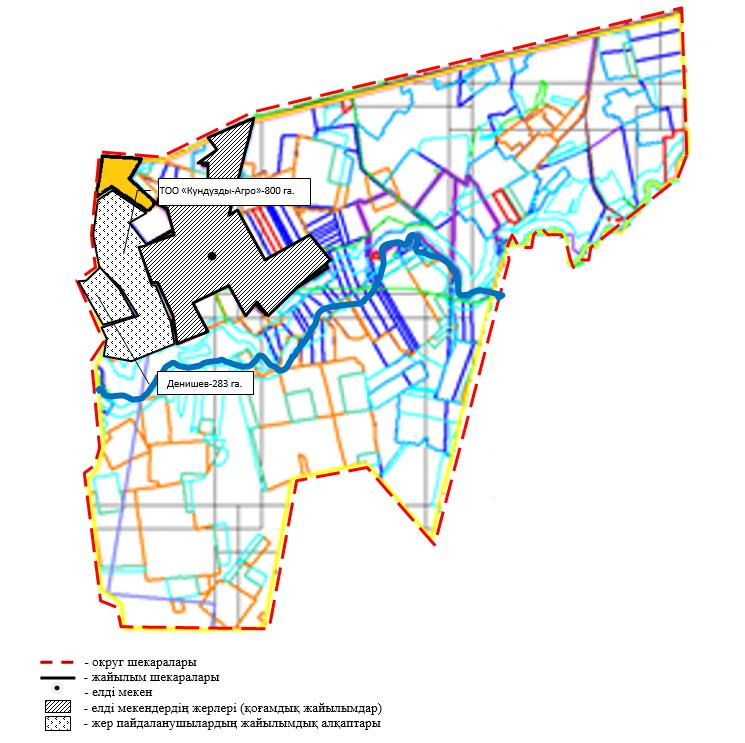 ТОО «Кундузды-Агро»-800 га.
Денишев-283 га.
- округ шекаралары
- жайылым шекаралары
- елді мекен
- елді мекендердің жерлері (қоғамдық жайылымдар)
- жер пайдаланушылардың жайылымдық алқаптары